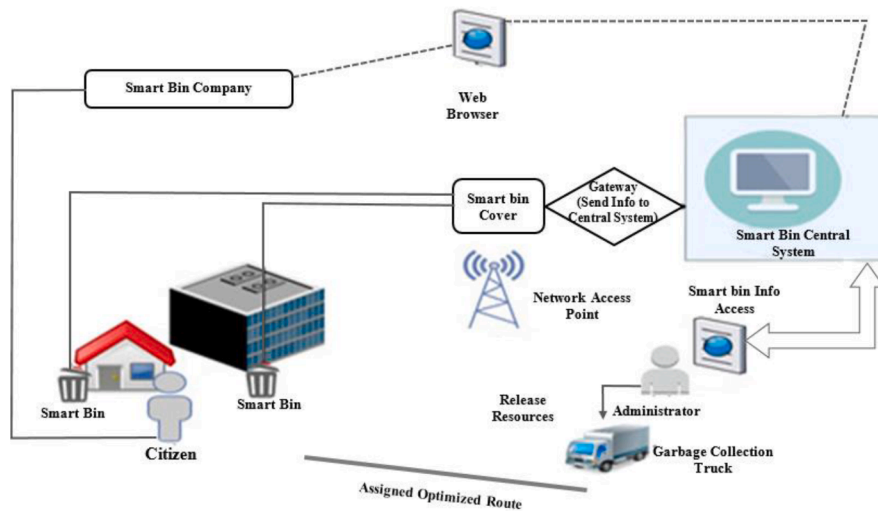 Smart Bin Company
Web
Browser
Smart bin
Cover
Gateway
(Send Info to
Central System)
Smart Bin Central
System
Network Access
Point
Smart bin Info
Access
Smart Bin
Smart Bin
Citizen
Release
Resources
Administrator
Garbage Collection
Truck
Assigned Optimized Route